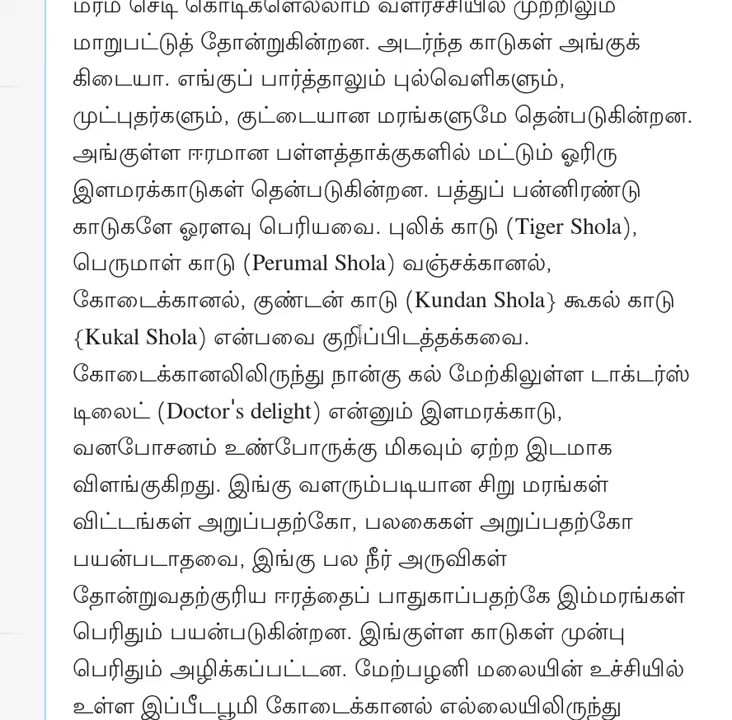 மரம் செடி கொடிகளெல்லாம் வளர்ச்சியில் முற்றிலும்
மாறுபட்டுத் தோன்றுகின்றன. அடர்ந்த காடுகள் அங்குக்
கிடையா. எங்குப் பார்த்தாலும் புல்வெளிகளும்,
முட்புதர்களும், குட்டையான மரங்களுமே தென்படுகின்றன.
அங்குள்ள ஈரமான பள்ளத்தாக்குகளில் மட்டும் ஓரிரு
இளமரக்காடுகள் தென்படுகின்றன. பத்துப் பன்னிரண்டு
காடுகளே ஓரளவு பெரியவை. புலிக் காடு (Tiger Shola),
பெருமாள் காடு (Perumal Shola) வஞ்சக்கானல்,
கோடைக்கானல், குண்டன் காடு (Kundan Shola} கூகல் காடு
{Kukal Shola) என்பவை குறிப்பிடத்தக்கவை.
கோடைக்கானலிலிருந்து நான்கு கல் மேற்கிலுள்ள டாக்டர்ஸ்
டிலைட் (Doctor's delight) என்னும் இளமரக்காடு,
வனபோசனம் உண்போருக்கு மிகவும் ஏற்ற இடமாக
விளங்குகிறது. இங்கு வளரும்படியான சிறு மரங்கள்
விட்டங்கள் அறுப்பதற்கோ, பலகைகள் அறுப்பதற்கோ
பயன்படாதவை, இங்கு பல நீர் அருவிகள்
தோன்றுவதற்குரிய ஈரத்தைப் பாதுகாப்பதற்கே இம்மரங்கள்
பெரிதும் பயன்படுகின்றன. இங்குள்ள காடுகள் முன்பு
பெரிதும் அழிக்கப்பட்டன. மேற்பழனி மலையின் உச்சியில்
உள்ள இப்பீடபூமி கோடைக்கானல் எல்லையிலிருந்து